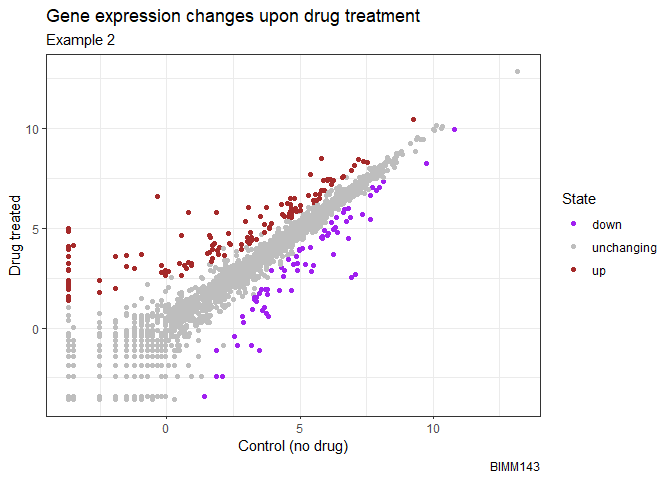 Gene expression changes upon drug treatment
Example 2
10
5
0
Drug treated
0 5 10
Control (no drug)
State
down
unchanging
up
BIMM143